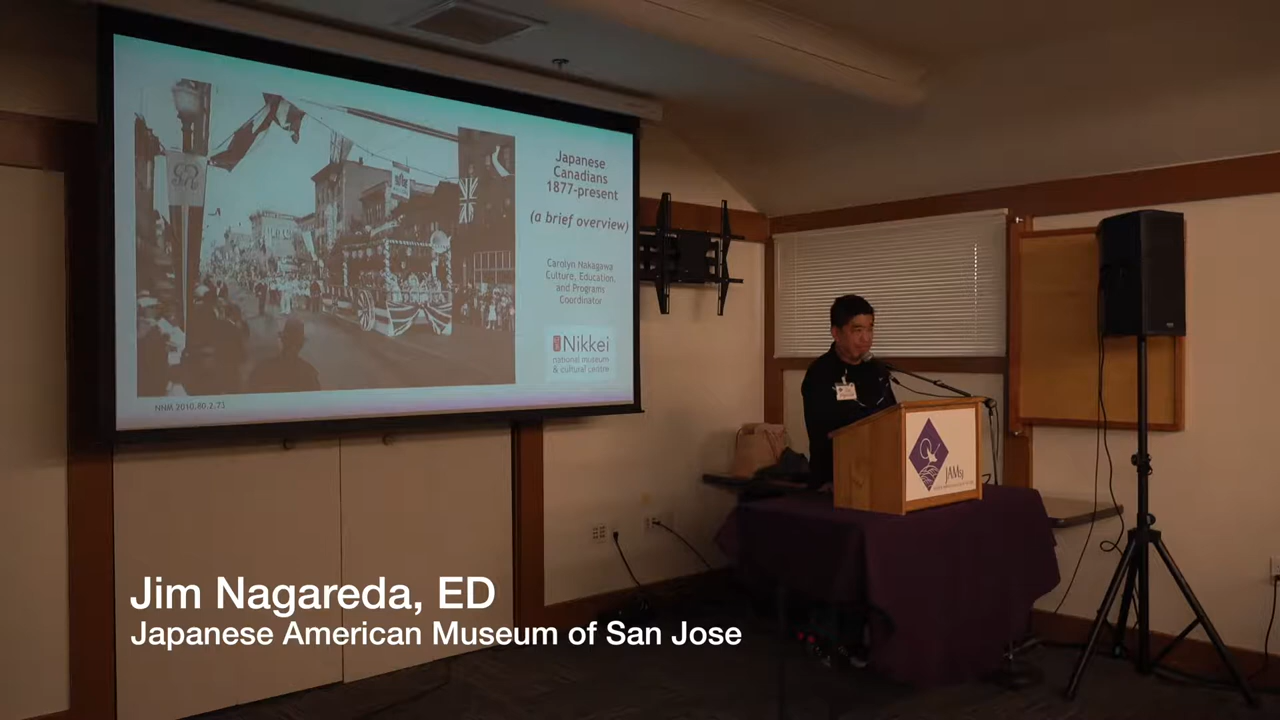 Japanese
Canadians
1877-present
(a brief overview)
Carolyn Nakagawa
Culture, Education,
and Programs
Coordinator
Nikkei
national museum
& cultural centre
NNM 2010.80.2.73
JAMsj
Jim Nagareda, ED
Japanese American Museum of San Jose